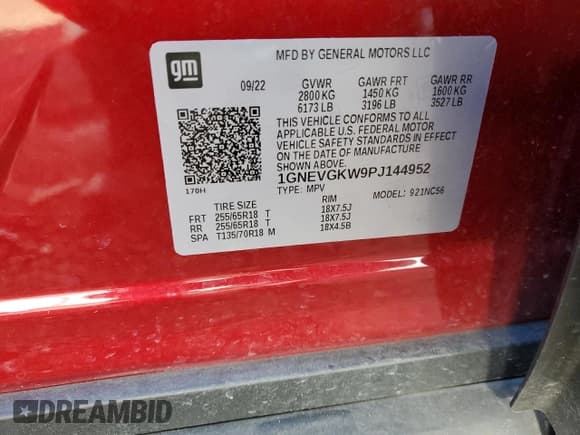 gm
MFD BY GENERAL MOTORS LLC
09/22 GVWR GAWR FRT GAWR RR
2800 KG 1450 KG 1600 KG
6173 LB 3196 LB 3527 LB
THIS VEHICLE CONFORMS TO ALL
APPLICABLE U.S. FEDERAL MOTOR
VEHICLE SAFETY STANDARDS IN EFFECT
ON THE DATE OF MANUFACTURE
SHOWN ABOVE.
1GNEVGKW9PJ144952
170H
TYPE: MPV MODEL: 921NC56
TIRE SIZE RIM
FRT 255/65R18 T 18X7.5J
RR 255/65R18 T 18X7.5J
SPA T135/70R18 M 18X4.5B
DREAMBID